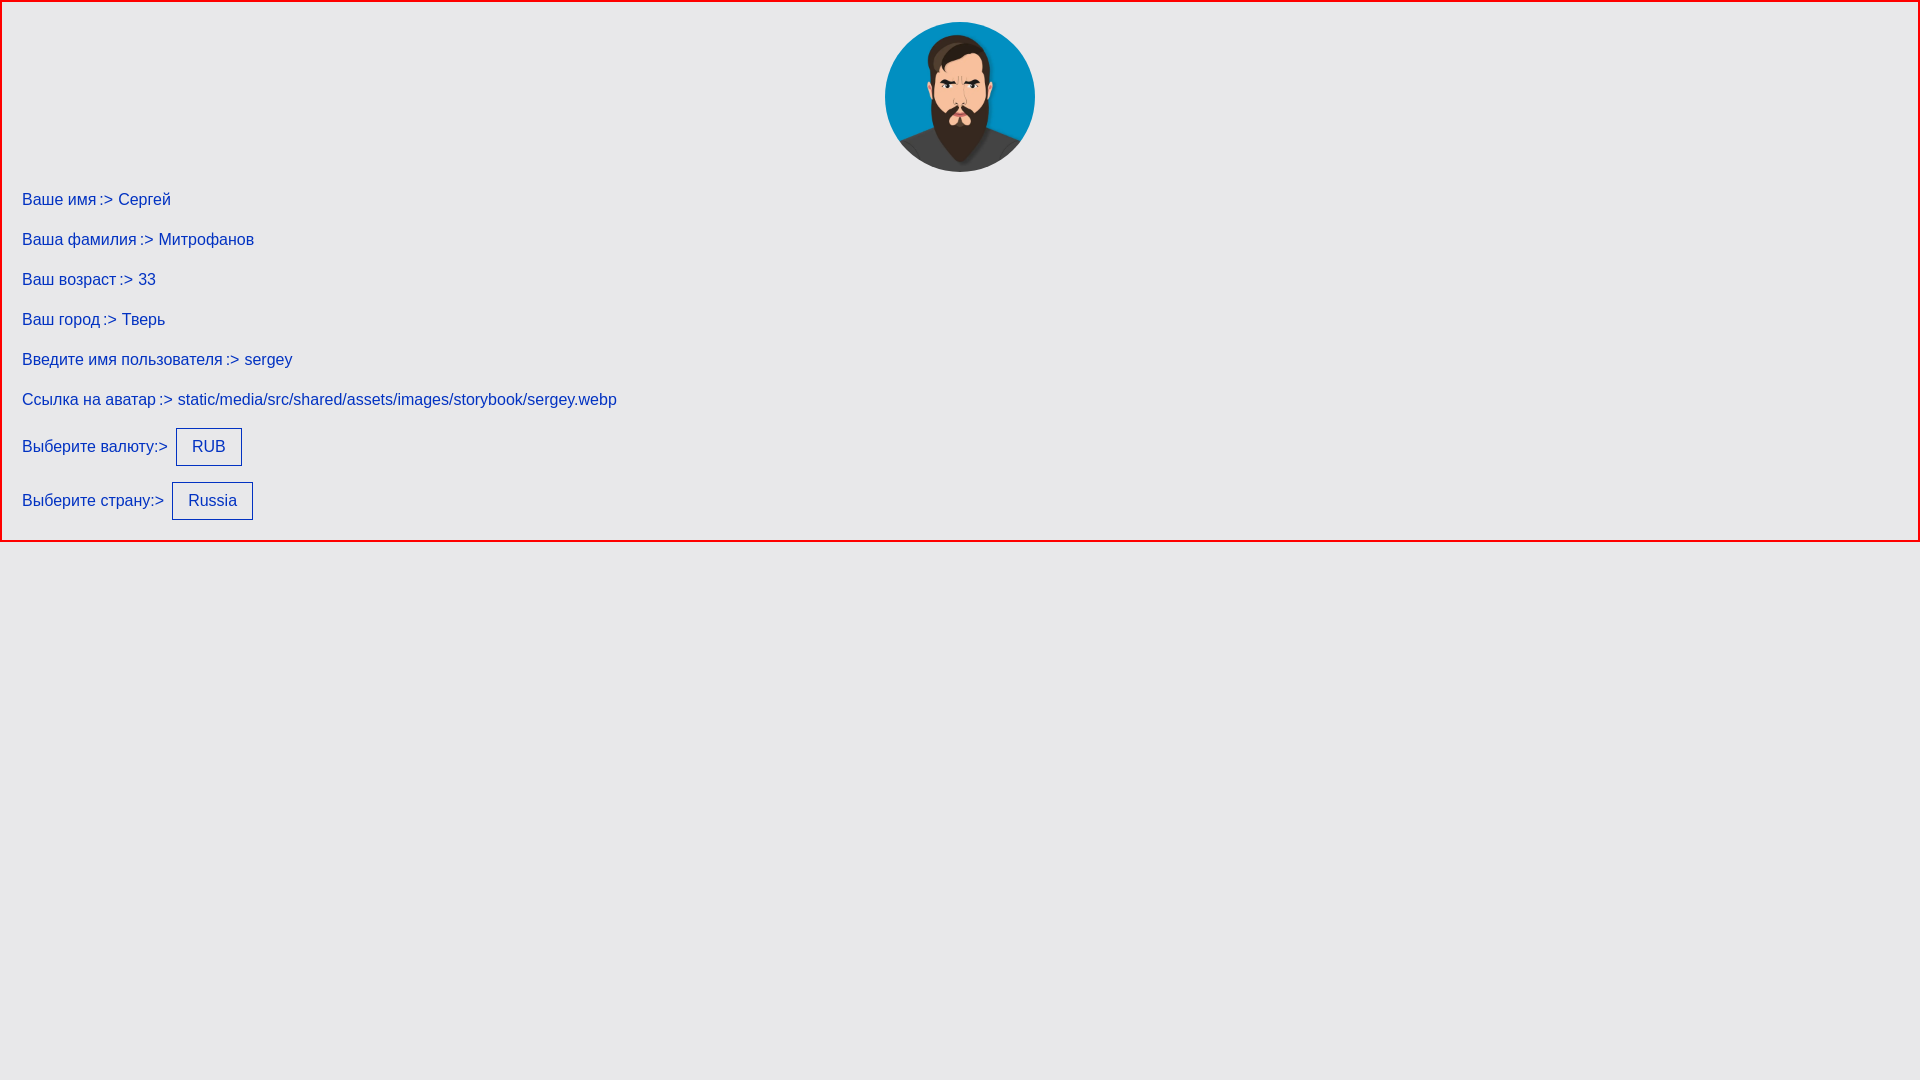 Ваше имя :> Сергей
Ваша фамилия :> Митрофанов
Ваш возраст :> 33
Ваш город :> Тверь
Введите имя пользователя :> sergey
Ссылка на аватар :> static/media/src/shared/assets/images/storybook/sergey.webp
Выберите валюту:> RUB
Выберите страну:> Russia